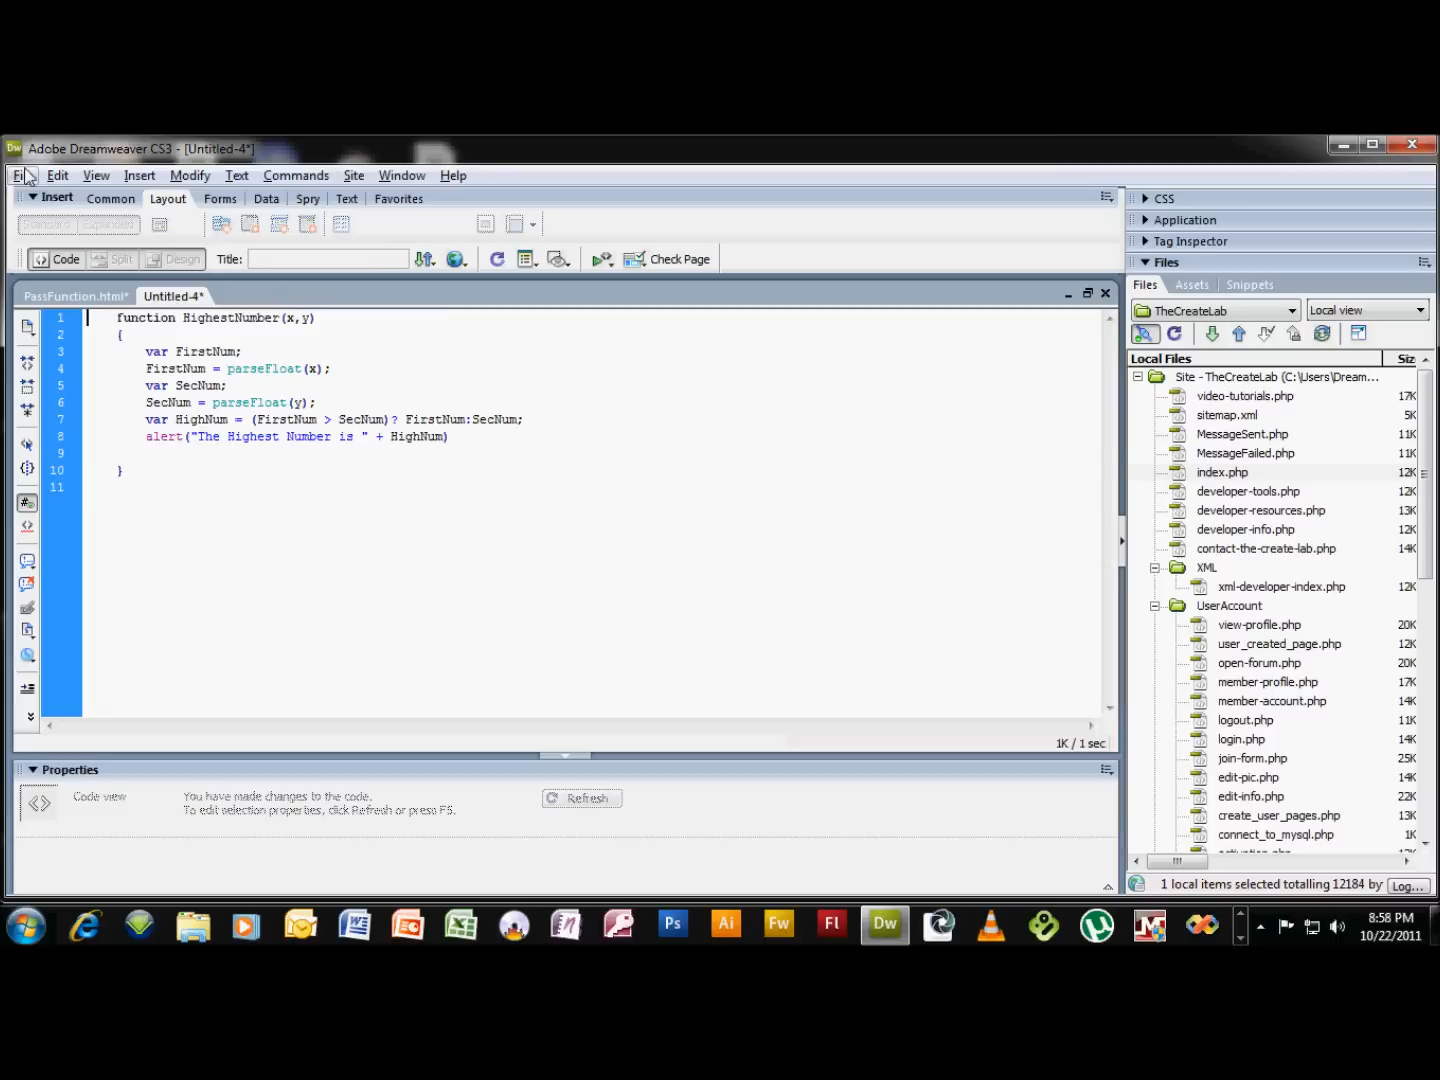 Dw Adobe Dreamweaver CS3 - [Untitled-4*]
Edit View Insert Modify Text Commands Site Window Help
Insert Common Layout Forms Data Spry Text Favorites
Standard Expanded
Code Split Design Title: Check Page
PassFunction.html* Untitled-4*
1 function HighestNumber(x,y)
2 {
3 var FirstNum;
4 FirstNum = parseFloat(x);
5 var SecNum;
6 SecNum = parseFloat(y);
7 var HighNum = (FirstNum > SecNum)? FirstNum:SecNum;
8 alert("The Highest Number is " + HighNum)
9
10 }
11
1K / 1 sec
Properties
Code view You have made changes to the code. Refresh
To edit selection properties, click Refresh or press F5.
CSS
Application
Tag Inspector
Files
Files Assets Snippets
TheCreateLab Local view
Local Files Siz
Site - TheCreateLab (C:\Users\Dream...
video-tutorials.php 17K
sitemap.xml 5K
MessageSent.php 11K
MessageFailed.php 11K
index.php 12K
developer-tools.php 12K
developer-resources.php 13K
developer-info.php 12K
contact-the-create-lab.php 14K
XML
xml-developer-index.php 12K
UserAccount
view-profile.php 20K
user_created_page.php 12K
open-forum.php 20K
member-profile.php 17K
member-account.php 14K
logout.php 11K
login.php 14K
join-form.php 25K
edit-pic.php 14K
edit-info.php 22K
create_user_pages.php 13K
connect_to_mysql.php 1K
1 local items selected totalling 12184 by Log...
Ps Ai Fw Fl Dw
8:58 PM
10/22/2011